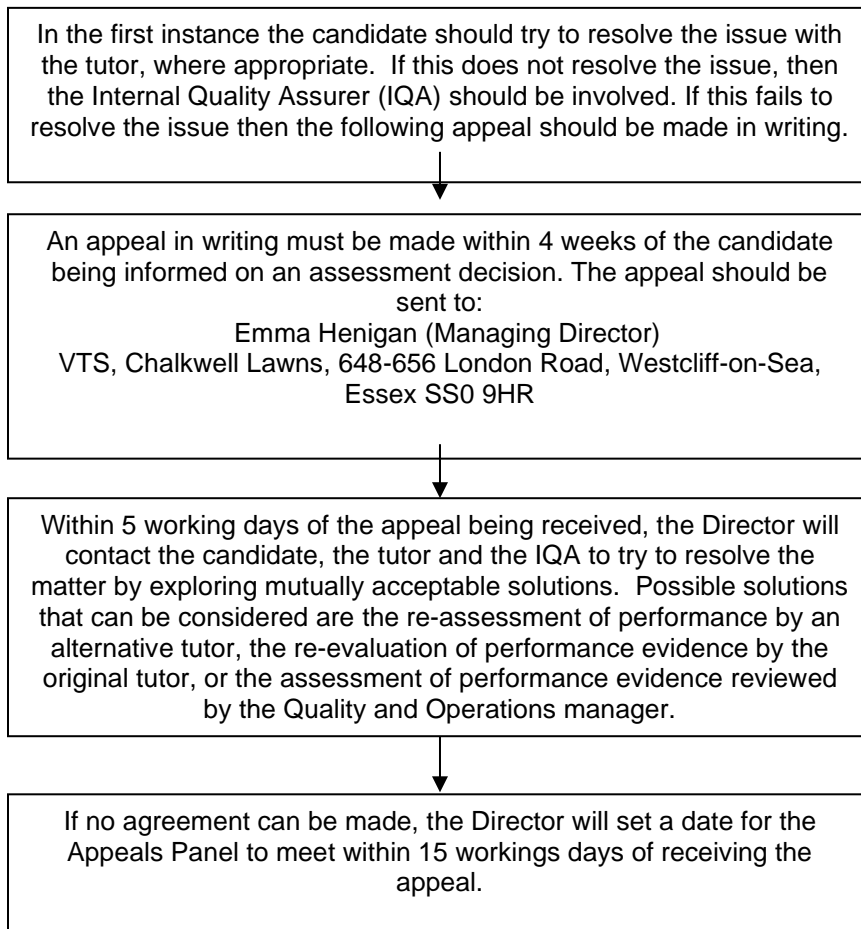 In the first instance the candidate should try to resolve the issue with
the tutor, where appropriate.  If this does not resolve the issue, then
the Internal Quality Assurer (IQA) should be involved. If this fails to
resolve the issue then the following appeal should be made in writing.
An appeal in writing must be made within 4 weeks of the candidate
being informed on an assessment decision. The appeal should be
sent to:
Emma Henigan (Managing Director)
VTS, Chalkwell Lawns, 648-656 London Road, Westcliff-on-Sea,
Essex SS0 9HR
Within 5 working days of the appeal being received, the Director will
contact the candidate, the tutor and the IQA to try to resolve the
matter by exploring mutually acceptable solutions.  Possible solutions
that can be considered are the re-assessment of performance by an
alternative tutor, the re-evaluation of performance evidence by the
original tutor, or the assessment of performance evidence reviewed
by the Quality and Operations manager.
If no agreement can be made, the Director will set a date for the
Appeals Panel to meet within 15 workings days of receiving the
appeal.